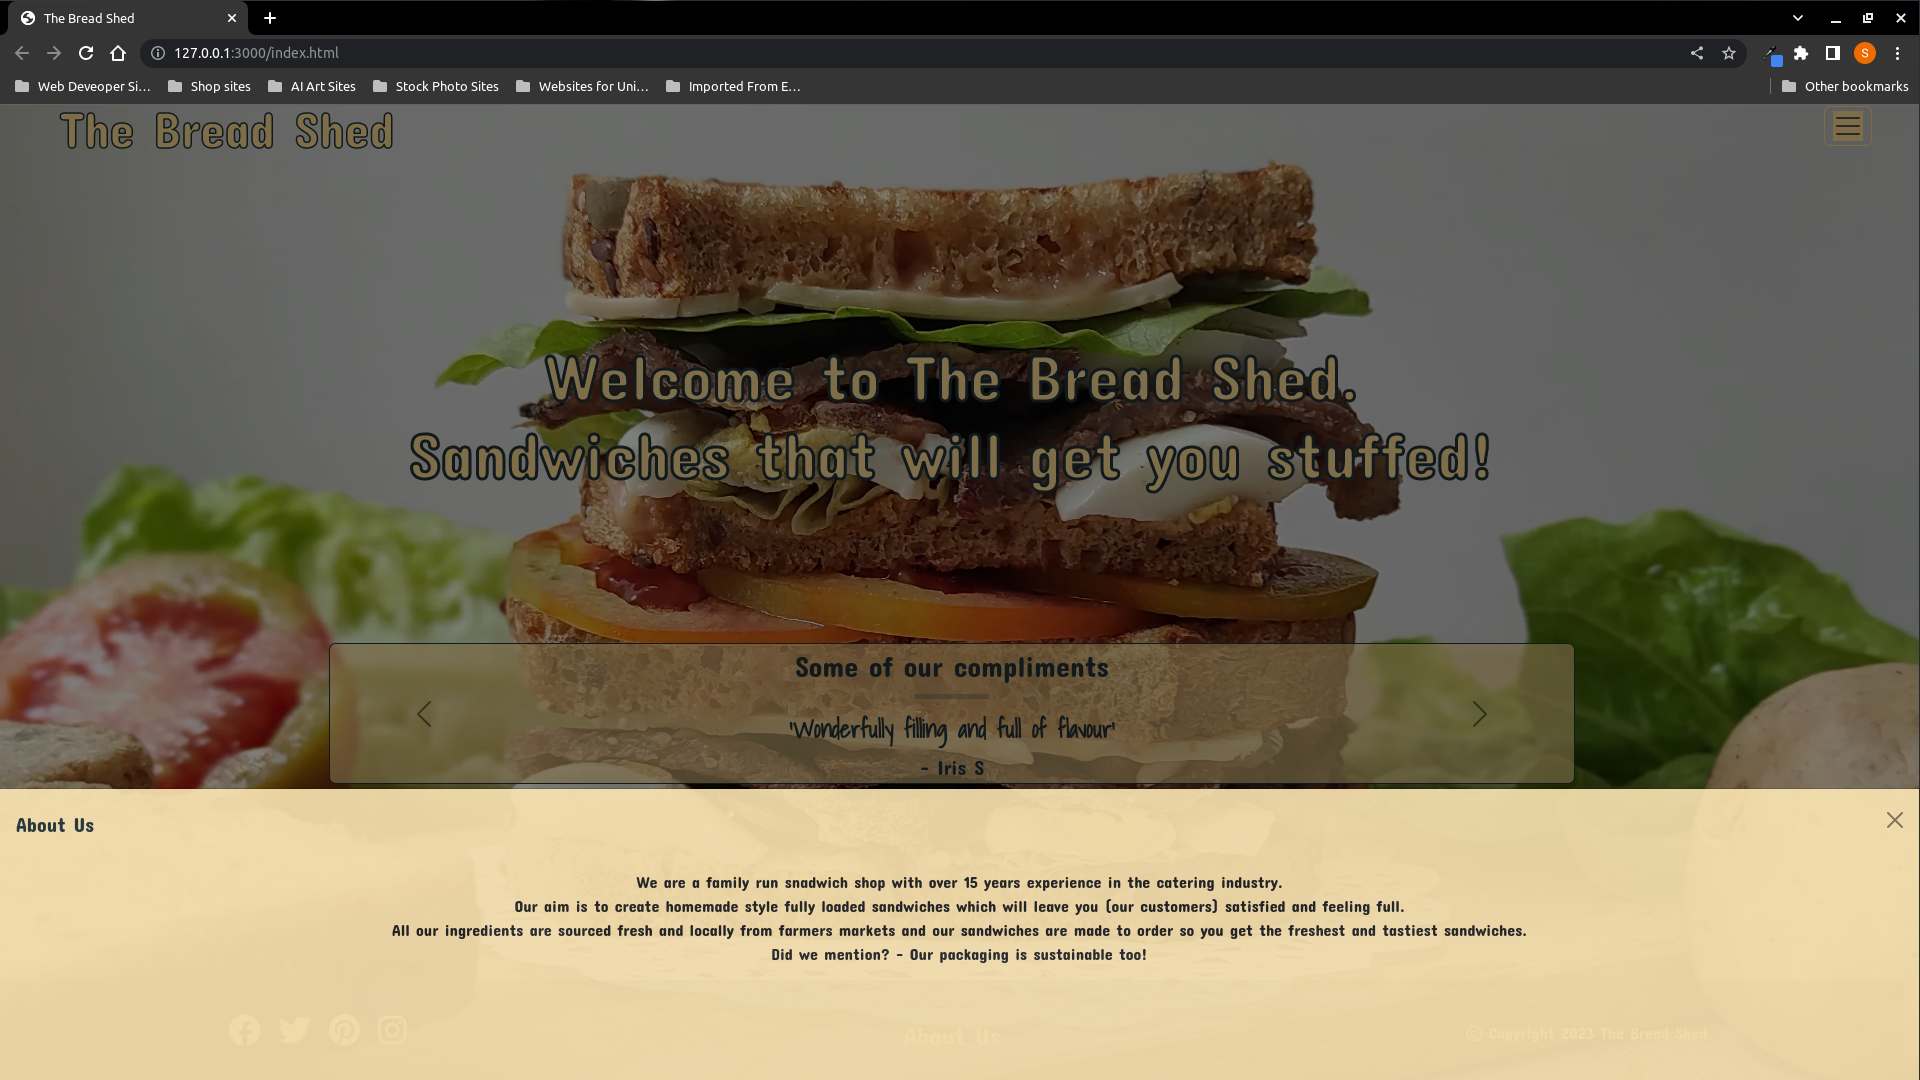 The Bread Shed
127.0.0.1:3000/index.html
S
Web Deveoper Si...
Shop sites
AI Art Sites
Stock Photo Sites
Websites for Uni...
Imported From E...
Other bookmarks
The Bread Shed
Welcome to The Bread Shed.
Sandwiches that will get you stuffed!
Some of our compliments
'Wonderfully filling and full of flavour'
- Iris S
About Us
We are a family run snadwich shop with over 15 years experience in the catering industry.
Our aim is to create homemade style fully loaded sandwiches which will leave you (our customers) satisfied and feeling full.
All our ingredients are sourced fresh and locally from farmers markets and our sandwiches are made to order so you get the freshest and tastiest sandwiches.
Did we mention? - Our packaging is sustainable too!
About Us
© Copyright 2023 The Bread Shed